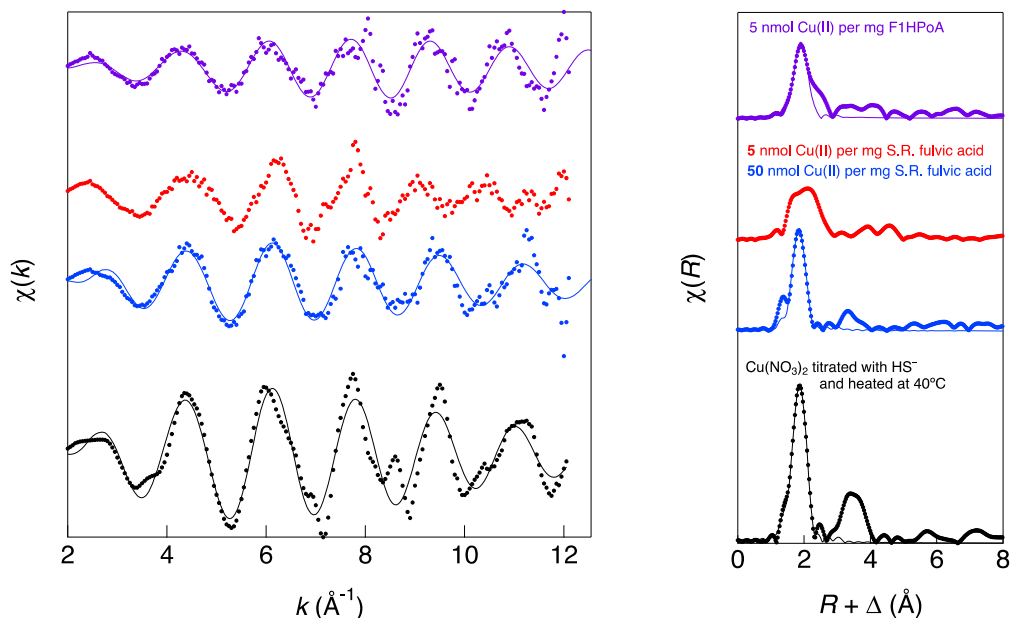 χ(k)
2
4
6
8
10
12
k (Å⁻¹)
5 nmol Cu(II) per mg F1HPoA
5 nmol Cu(II) per mg S.R. fulvic acid
50 nmol Cu(II) per mg S.R. fulvic acid
Cu(NO₃)₂ titrated with HS⁻
and heated at 40ºC
χ(R)
0
2
4
6
8
R + Δ (Å)